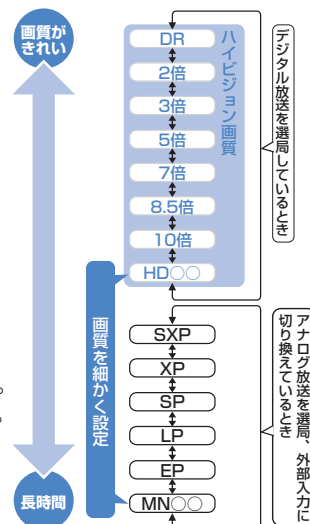 画質が
きれい
DR
2倍
3倍
5倍
7倍
8.5倍
10倍
HD○○
ハイビジョン画質
デジタル放送を選局しているとき
画質を細かく設定
SXP
XP
SP
LP
EP
MN○○
アナログ放送を選局、外部入力に
切り換えているとき
長時間
。
。